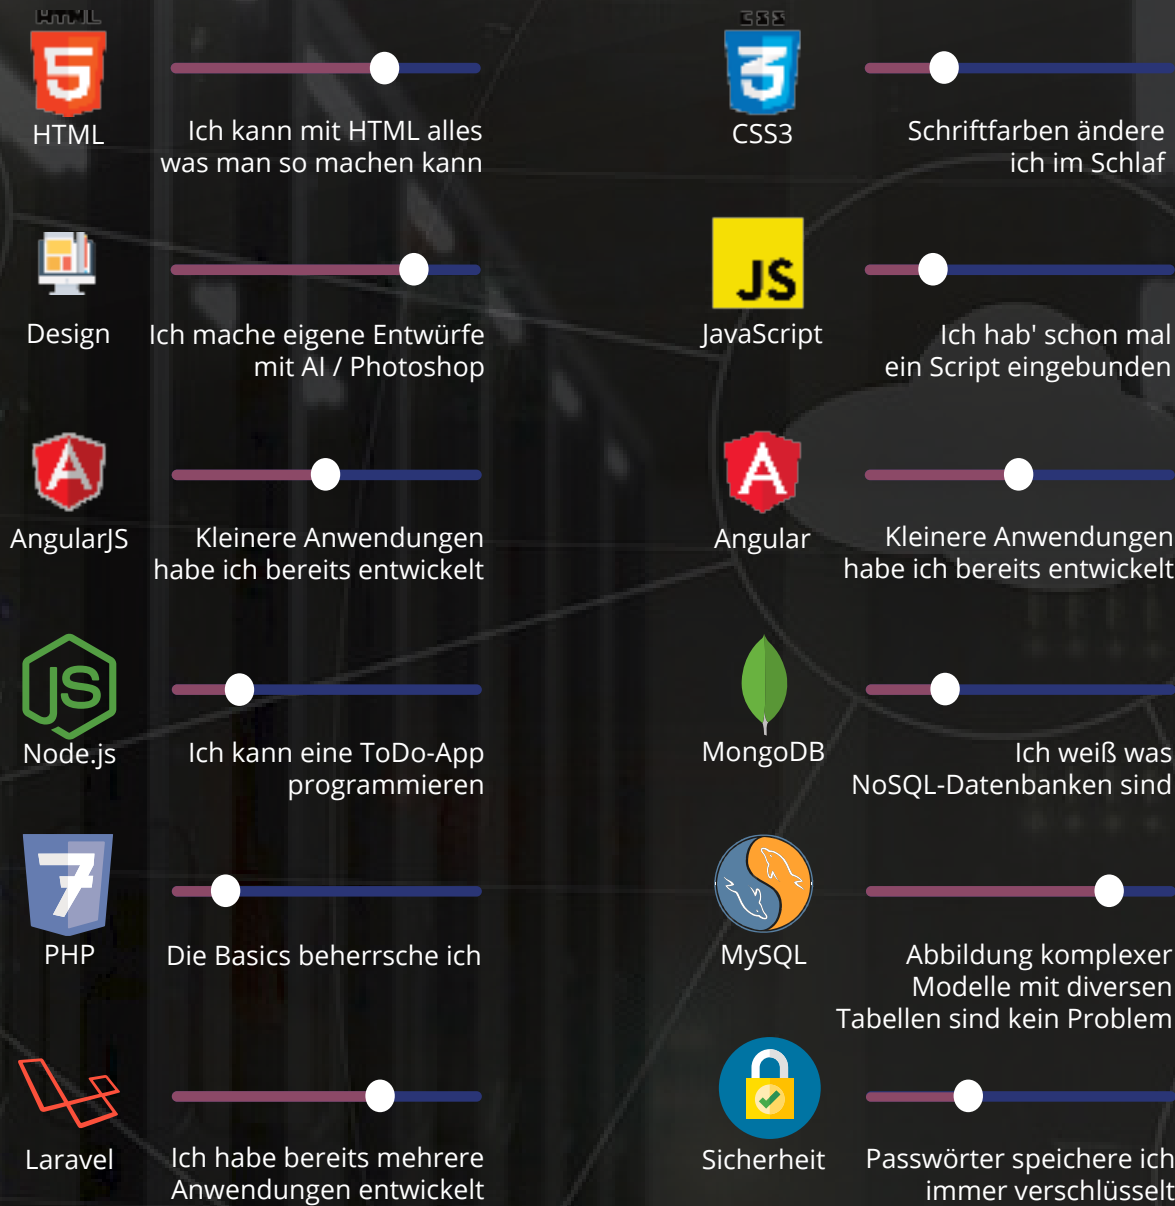 HTML
5
HTML
Ich kann mit HTML alles
was man so machen kann
CSS
3
CSS3
Schriftfarben ändere
ich im Schlaf
Design
Ich mache eigene Entwürfe
mit AI / Photoshop
JS
JavaScript
Ich hab' schon mal
ein Script eingebunden
A
AngularJS
Kleinere Anwendungen
habe ich bereits entwickelt
A
Angular
Kleinere Anwendungen
habe ich bereits entwickelt
JS
Node.js
Ich kann eine ToDo-App
programmieren
MongoDB
Ich weiß was
NoSQL-Datenbanken sind
7
PHP
Die Basics beherrsche ich
MySQL
Abbildung komplexer
Modelle mit diversen
Tabellen sind kein Problem
Laravel
Ich habe bereits mehrere
Anwendungen entwickelt
Sicherheit
Passwörter speichere ich
immer verschlüsselt